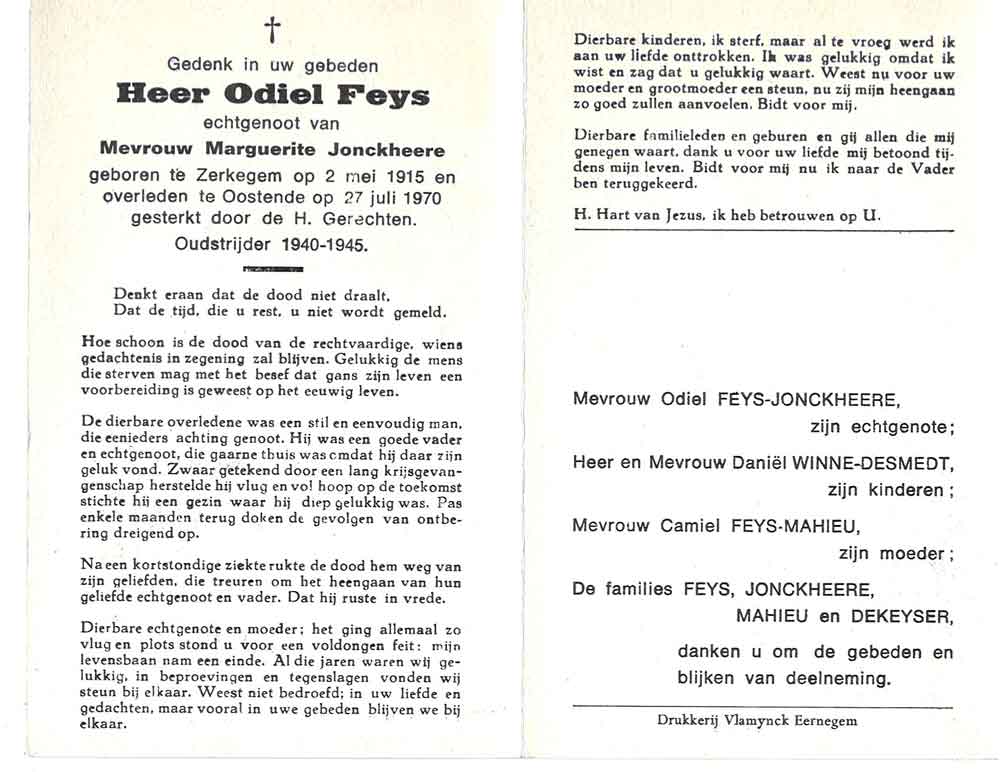 Gedenk in uw gebeden
Heer Odiel Feys
echtgenoot van
Mevrouw Marguerite Jonckheere
geboren te Zerkegem op 2 mei 1915 en
overleden te Oostende op 27 juli 1970
gesterkt door de H. Gerechten.
Oudstrijder 1940-1945.
Denkt eraan dat de dood niet draalt,
Dat de tijd, die u rest, u niet wordt gemeld.
Hoe schoon is de dood van de rechtvaardige, wiens
gedachtenis in zegening zal blijven. Gelukkig de mens
die sterven mag met het besef dat gans zijn leven een
voorbereiding is geweest op het eeuwig leven.
De dierbare overledene was een stil en eenvoudig man,
die eenieders achting genoot. Hij was een goede vader
en echtgenoot, die gaarne thuis was omdat hij daar zijn
geluk vond. Zwaar getekend door een lang krijsgevan-
genschap herstelde hij vlug en vol hoop op de toekomst
stichte hij een gezin waar hij diep gelukkig was. Pas
enkele maanden terug doken de gevolgen van ontbe-
ring dreigend op.
Na een kortstondige ziekte rukte de dood hem weg van
zijn geliefden, die treuren om het heengaan van hun
geliefde echtgenoot en vader. Dat hij ruste in vrede.
Dierbare echtgenote en moeder; het ging allemaal zo
vlug en plots stond u voor een voldongen feit: mijn
levensbaan nam een einde. Al die jaren waren wij ge-
lukkig, in beproevingen en tegenslagen vonden wij
steun bij elkaar. Weest niet bedroefd; in uw liefde en
gedachten, maar vooral in uwe gebeden blijven we bij
elkaar.
Dierbare kinderen, ik sterf, maar al te vroeg werd ik
aan uw liefde onttrokken. Ik was gelukkig omdat ik
wist en zag dat u gelukkig waart. Weest nu voor uw
moeder en grootmoeder een steun, nu zij mijn heengaan
zo goed zullen aanvoelen. Bidt voor mij.
Dierbare familieleden en geburen en gij allen die mij
genegen waart, dank u voor uw liefde mij betoond tij-
dens mijn leven. Bidt voor mij nu ik naar de Vader
ben teruggekeerd.
H. Hart van Jezus, ik heb betrouwen op U.
Mevrouw Odiel FEYS-JONCKHEERE,
zijn echtgenote;
Heer en Mevrouw Daniël WINNE-DESMEDT,
zijn kinderen;
Mevrouw Camiel FEYS-MAHIEU,
zijn moeder;
De families FEYS, JONCKHEERE,
MAHIEU en DEKEYSER,
danken u om de gebeden en
blijken van deelneming.
Drukkerij Vlamynck Eernegem